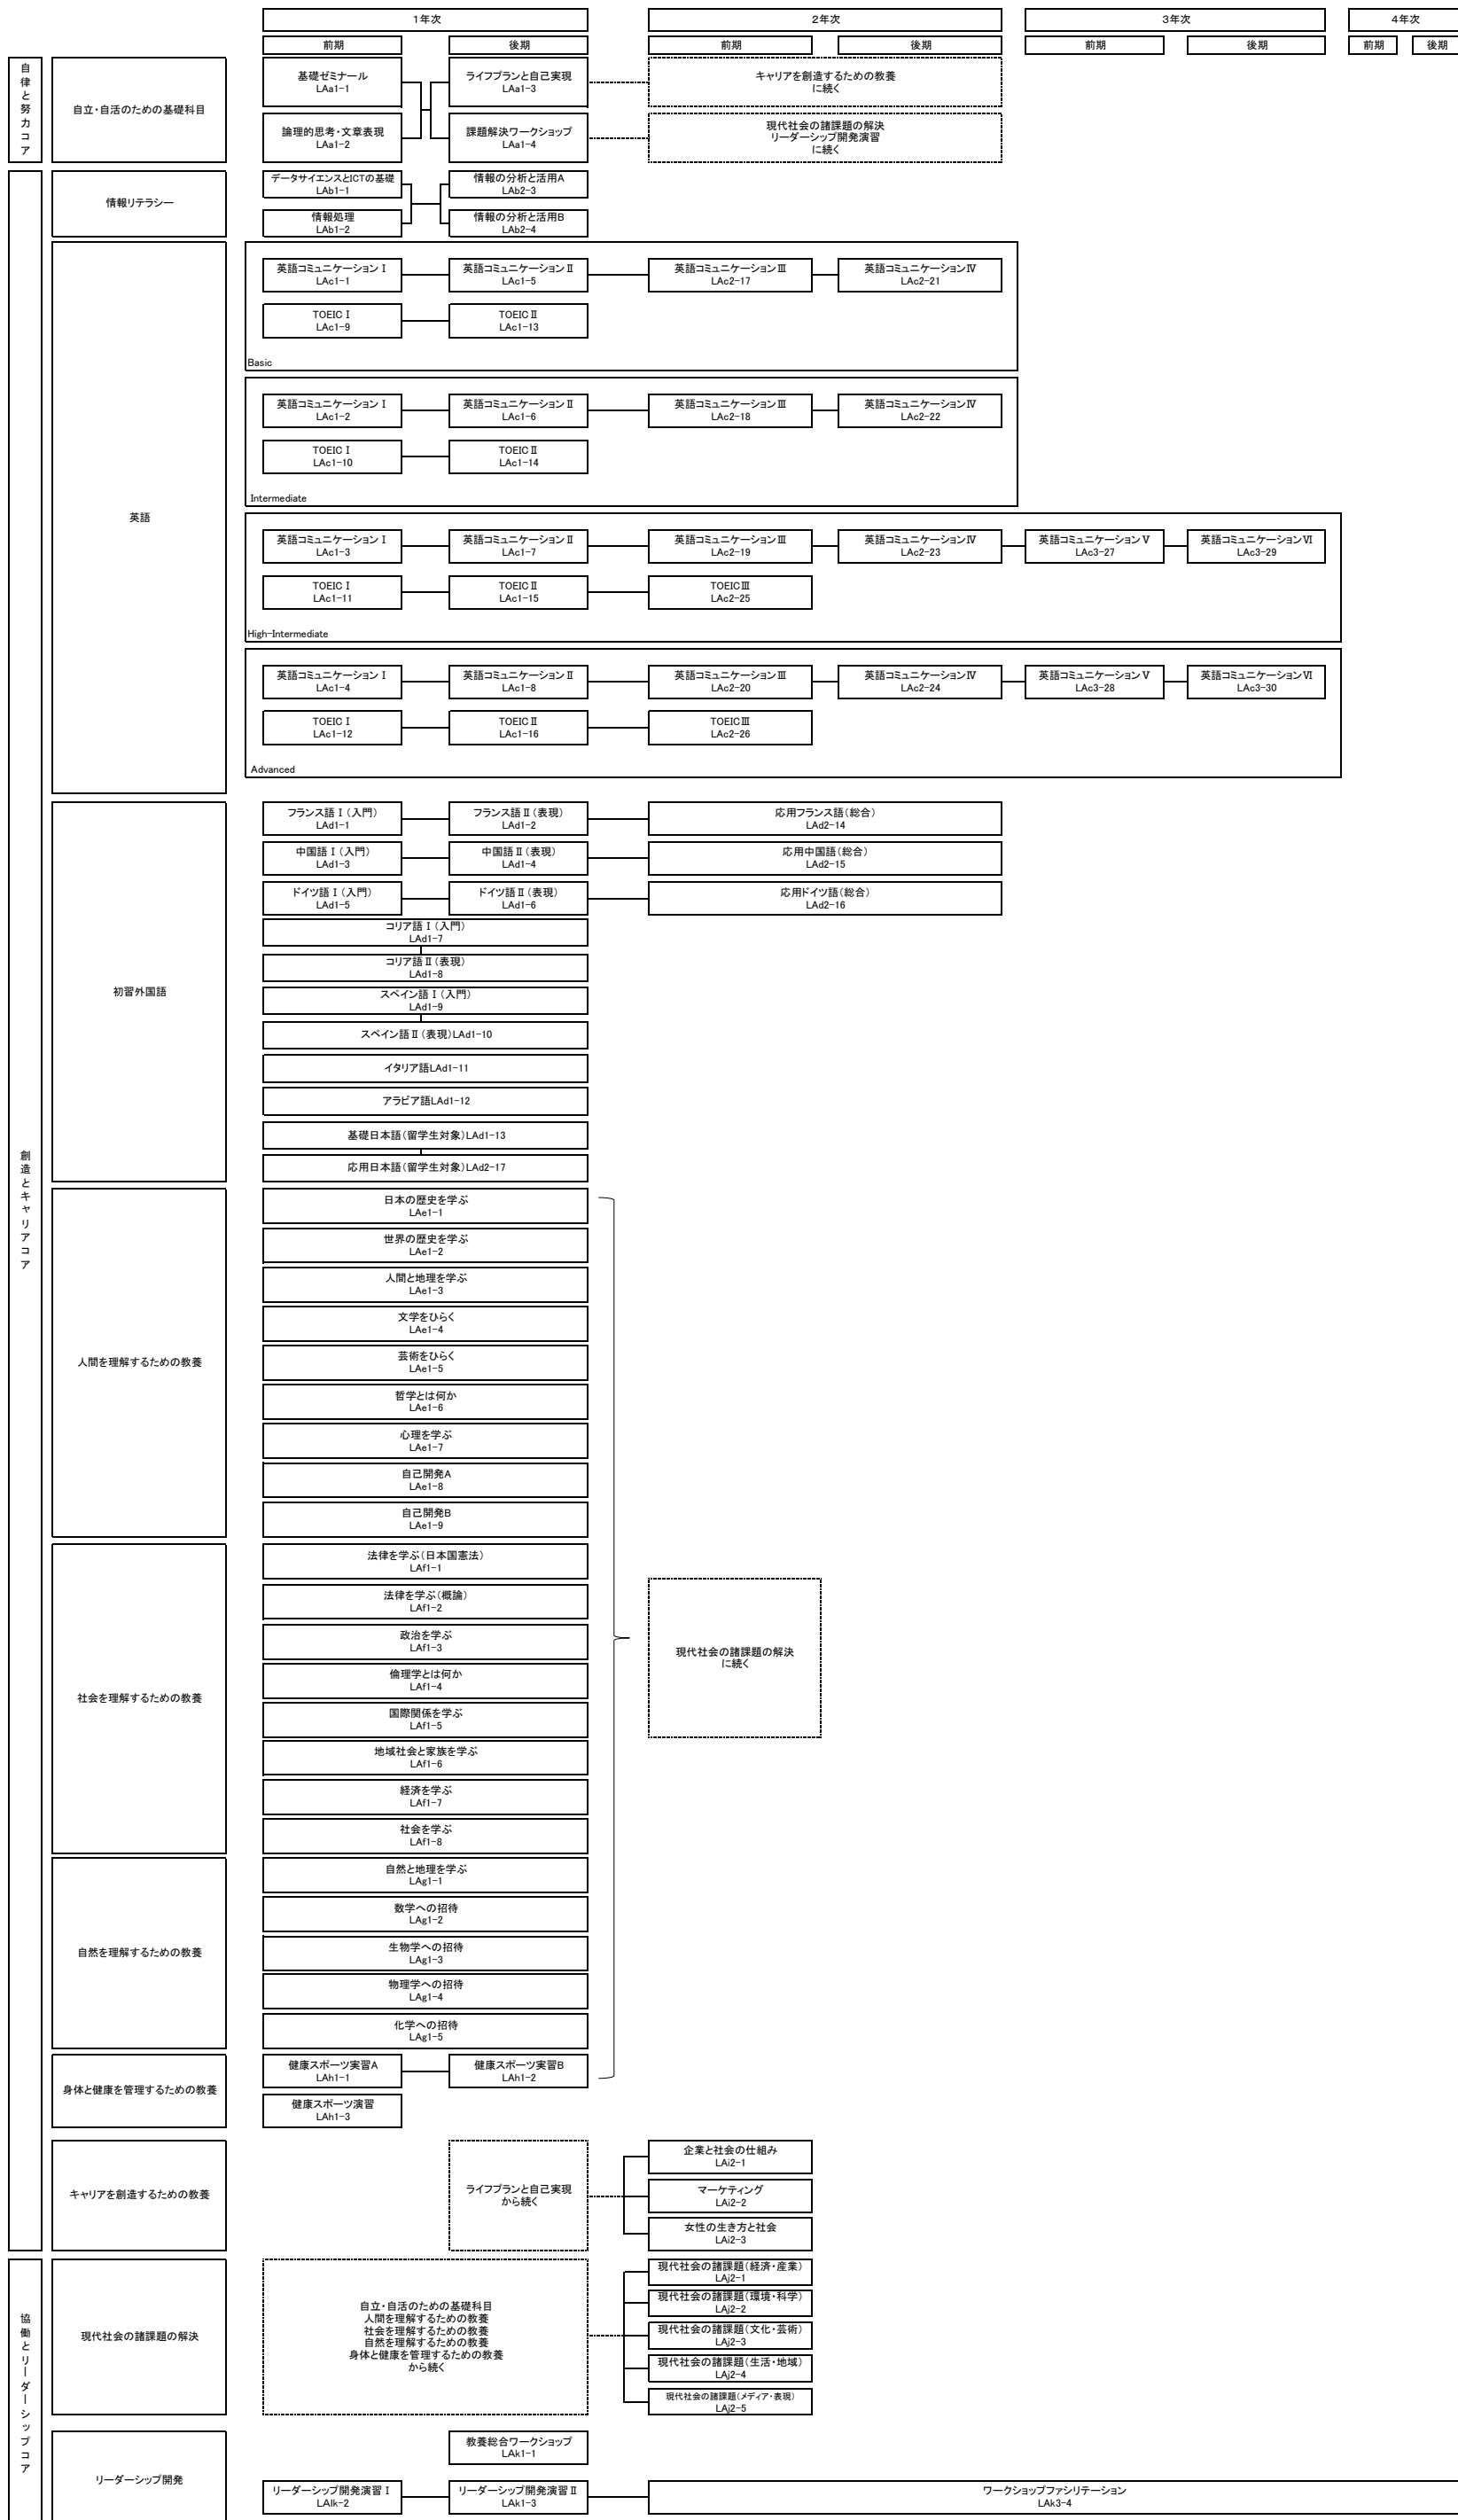 1年次
2年次
3年次
4年次
前期
後期
前期
後期
前期
後期
前期
後期
自律と努力コア
自立・自活のための基礎科目
基礎ゼミナール
LAa1-1
ライフプランと自己実現
LAa1-3
キャリアを創造するための教養
に続く
論理的思考・文章表現
LAa1-2
課題解決ワークショップ
LAa1-4
現代社会の諸課題の解決
リーダーシップ開発演習
に続く
創造とキャリアコア
情報リテラシー
データサイエンスとICTの基礎
LAb1-1
情報の分析と活用A
LAb2-3
情報処理
LAb1-2
情報の分析と活用B
LAb2-4
英語
英語コミュニケーションⅠ
LAc1-1
英語コミュニケーションⅡ
LAc1-5
英語コミュニケーションⅢ
LAc2-17
英語コミュニケーションⅣ
LAc2-21
TOEICⅠ
LAc1-9
TOEICⅡ
LAc1-13
Basic
英語コミュニケーションⅠ
LAc1-2
英語コミュニケーションⅡ
LAc1-6
英語コミュニケーションⅢ
LAc2-18
英語コミュニケーションⅣ
LAc2-22
TOEICⅠ
LAc1-10
TOEICⅡ
LAc1-14
Intermediate
英語コミュニケーションⅠ
LAc1-3
英語コミュニケーションⅡ
LAc1-7
英語コミュニケーションⅢ
LAc2-19
英語コミュニケーションⅣ
LAc2-23
英語コミュニケーションⅤ
LAc3-27
英語コミュニケーションⅥ
LAc3-29
TOEICⅠ
LAc1-11
TOEICⅡ
LAc1-15
TOEICⅢ
LAc2-25
High-Intermediate
英語コミュニケーションⅠ
LAc1-4
英語コミュニケーションⅡ
LAc1-8
英語コミュニケーションⅢ
LAc2-20
英語コミュニケーションⅣ
LAc2-24
英語コミュニケーションⅤ
LAc3-28
英語コミュニケーションⅥ
LAc3-30
TOEICⅠ
LAc1-12
TOEICⅡ
LAc1-16
TOEICⅢ
LAc2-26
Advanced
初習外国語
フランス語Ⅰ(入門)
LAd1-1
フランス語Ⅱ(表現)
LAd1-2
応用フランス語(総合)
LAd2-14
中国語Ⅰ(入門)
LAd1-3
中国語Ⅱ(表現)
LAd1-4
応用中国語(総合)
LAd2-15
ドイツ語Ⅰ(入門)
LAd1-5
ドイツ語Ⅱ(表現)
LAd1-6
応用ドイツ語(総合)
LAd2-16
コリア語Ⅰ(入門)
LAd1-7
コリア語Ⅱ(表現)
LAd1-8
スペイン語Ⅰ(入門)
LAd1-9
スペイン語Ⅱ(表現)LAd1-10
イタリア語LAd1-11
アラビア語LAd1-12
基礎日本語(留学生対象)LAd1-13
応用日本語(留学生対象)LAd2-17
人間を理解するための教養
日本の歴史を学ぶ
LAe1-1
世界の歴史を学ぶ
LAe1-2
人間と地理を学ぶ
LAe1-3
文学をひらく
LAe1-4
芸術をひらく
LAe1-5
哲学とは何か
LAe1-6
心理を学ぶ
LAe1-7
自己開発A
LAe1-8
自己開発B
LAe1-9
社会を理解するための教養
法律を学ぶ(日本国憲法)
LAf1-1
法律を学ぶ(概論)
LAf1-2
政治を学ぶ
LAf1-3
倫理学とは何か
LAf1-4
国際関係を学ぶ
LAf1-5
地域社会と家族を学ぶ
LAf1-6
経済を学ぶ
LAf1-7
社会を学ぶ
LAf1-8
現代社会の諸課題の解決
に続く
自然を理解するための教養
自然と地理を学ぶ
LAg1-1
数学への招待
LAg1-2
生物学への招待
LAg1-3
物理学への招待
LAg1-4
化学への招待
LAg1-5
身体と健康を管理するための教養
健康スポーツ実習A
LAh1-1
健康スポーツ実習B
LAh1-2
健康スポーツ演習
LAh1-3
キャリアを創造するための教養
ライフプランと自己実現
から続く
企業と社会の仕組み
LAi2-1
マーケティング
LAi2-2
女性の生き方と社会
LAi2-3
協働とリーダーシップコア
現代社会の諸課題の解決
自立・自活のための基礎科目
人間を理解するための教養
社会を理解するための教養
自然を理解するための教養
身体と健康を管理するための教養
から続く
現代社会の諸課題(経済・産業)
LAj2-1
現代社会の諸課題(環境・科学)
LAj2-2
現代社会の諸課題(文化・芸術)
LAj2-3
現代社会の諸課題(生活・地域)
LAj2-4
現代社会の諸課題(メディア・表現)
LAj2-5
リーダーシップ開発
教養総合ワークショップ
LAk1-1
リーダーシップ開発演習Ⅰ
LAlk-2
リーダーシップ開発演習Ⅱ
LAk1-3
ワークショップファシリテーション
LAk3-4